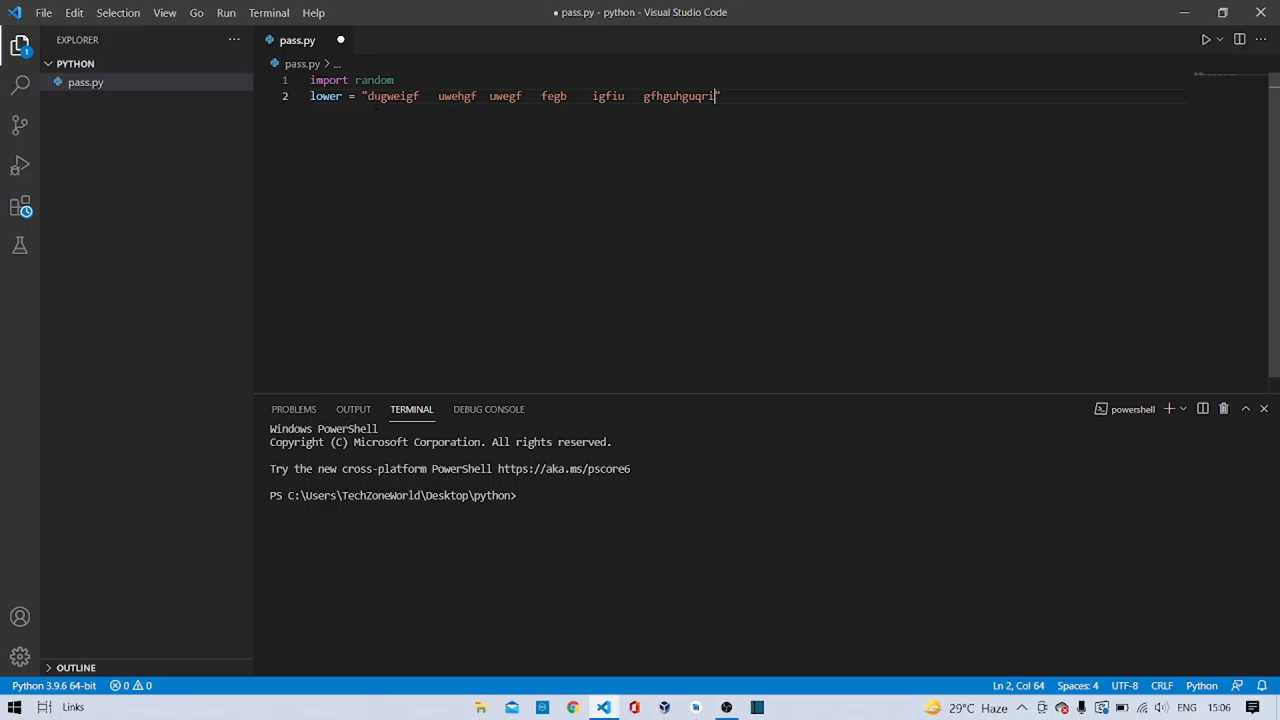 File Edit Selection View Go Run Terminal Help
● pass.py - python - Visual Studio Code
EXPLORER
pass.py
PYTHON
pass.py > ...
pass.py
1 import random
2 lower = "dugweigf   uwehgf  uwegf   fegb    igfiu   gfhguhguqri"
PROBLEMS OUTPUT TERMINAL DEBUG CONSOLE
powershell
Windows PowerShell
Copyright (C) Microsoft Corporation. All rights reserved.
Try the new cross-platform PowerShell https://aka.ms/pscore6
PS C:\Users\TechZoneWorld\Desktop\python>
OUTLINE
Python 3.9.6 64-bit 0 0
Ln 2, Col 64 Spaces: 4 UTF-8 CRLF Python
Links
29°C Haze 15:06